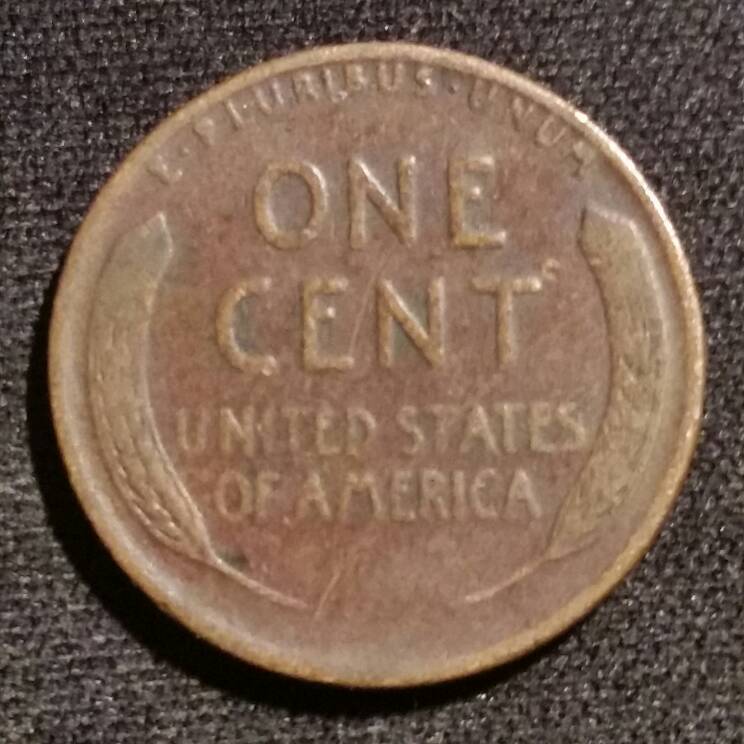 E · PLURIBUS · UNUM
ONE
CENT
UNITED STATES
OF AMERICA